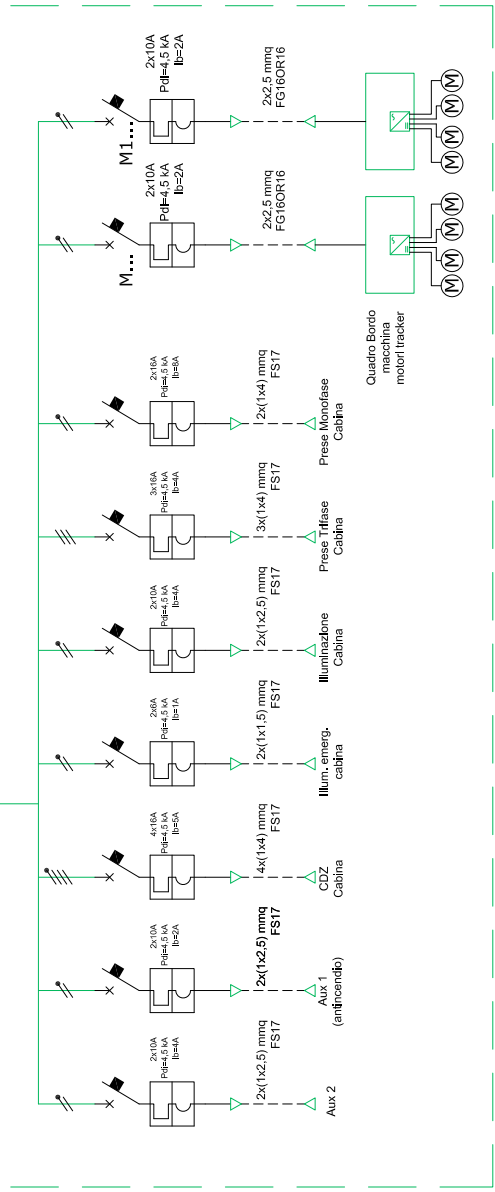 2x10A
Pdi=4,5 kA
Ib=2A
M1...
2x2,5 mmq
FG16OR16
M
M
M
M
2x10A
Pdi=4,5 kA
Ib=2A
M...
2x2,5 mmq
FG16OR16
M
M
M
M
Quadro Bordo
macchina
motori tracker
2x16A
Pdi=4,5 kA
Ib=8A
2x(1x4) mmq
FS17
Prese Monofase
Cabina
3x16A
Pdi=4,5 kA
Ib=4A
3x(1x4) mmq
FS17
Prese Trifase
Cabina
2x10A
Pdi=4,5 kA
Ib=4A
2x(1x2,5) mmq
FS17
Illuminazione
Cabina
2x6A
Pdi=4,5 kA
Ib=1A
2x(1x1,5) mmq
FS17
Illum. emerg.
cabina
4x16A
Pdi=4,5 kA
Ib=5A
4x(1x4) mmq
FS17
CDZ
Cabina
2x10A
Pdi=4,5 kA
Ib=2A
2x(1x2,5) mmq
FS17
Aux 1
(antincendio)
2x10A
Pdi=4,5 kA
Ib=4A
2x(1x2,5) mmq
FS17
Aux 2